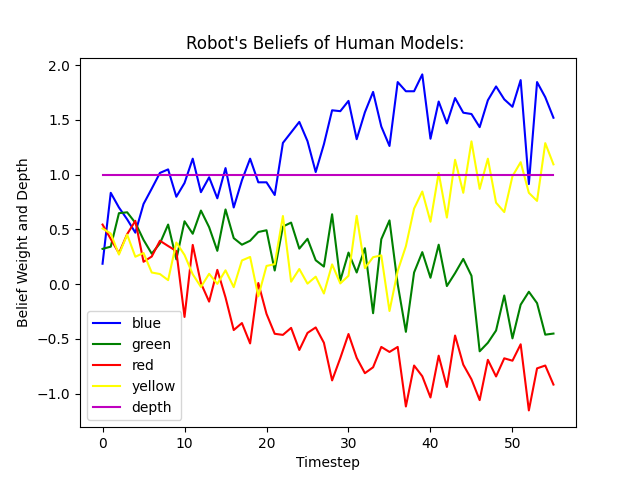 Robot's Beliefs of Human Models:
Belief Weight and Depth
2.0
1.5
1.0
0.5
0.0
−0.5
−1.0
blue
green
red
yellow
depth
0 10 20 30 40 50
Timestep